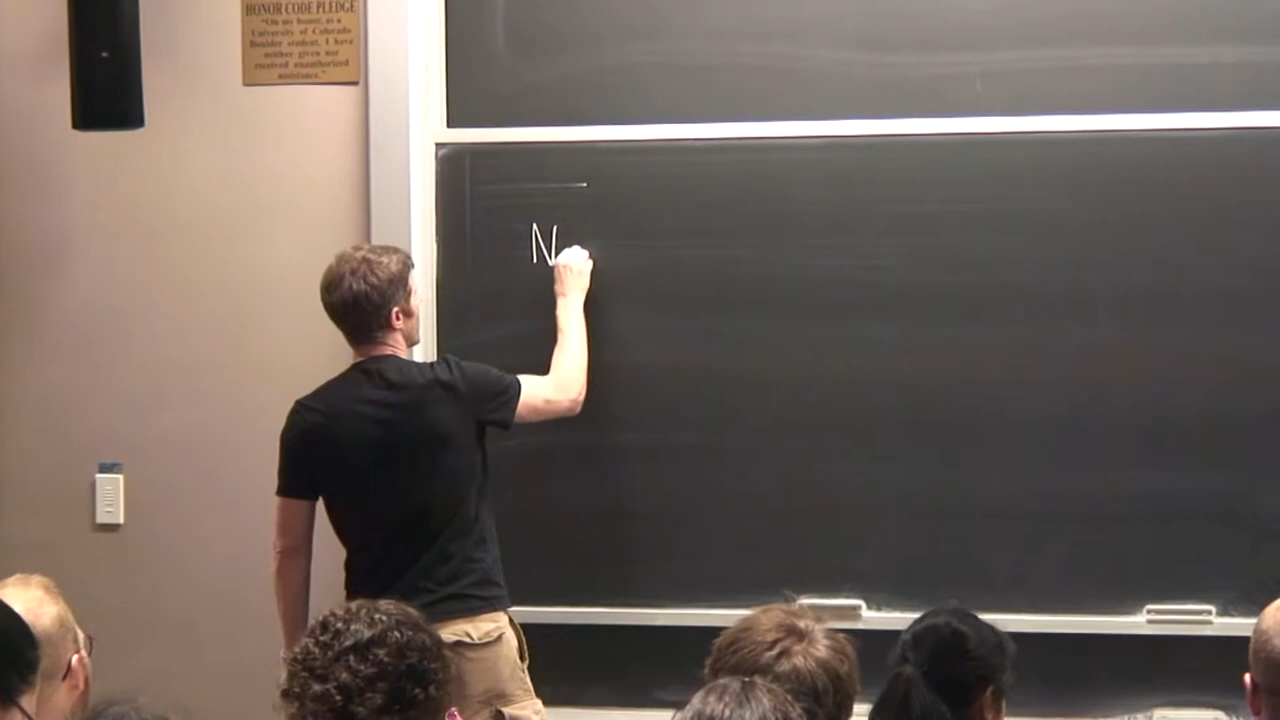 HONOR CODE PLEDGE
"On my honor, as a
University of Colorado
Boulder student, I have
neither given nor
received unauthorized
assistance."
N